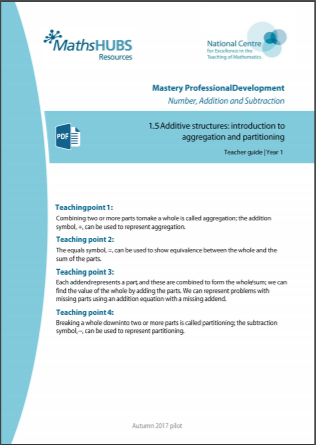 MathsHUBS
Resources
National Centre
for Excellence in the
Teaching of Mathematics
Mastery ProfessionalDevelopment
Number, Addition and Subtraction
1.5 Additive structures: introduction to
aggregation and partitioning
PDF
Teacher guide | Year 1
Teachingpoint 1:
Combining two or more parts tomake a whole is called aggregation; the addition
symbol, +, can be used to represent aggregation.
Teaching point 2:
The equals symbol, =, can be used to show equivalence between the whole and the
sum of the parts.
Teaching point 3:
Each addendrepresents a part, and these are combined to form the whole/sum; we can
find the value of the whole by adding the parts. We can represent problems with
missing parts using an addition equation with a missing addend.
Teaching point 4:
Breaking a whole downinto two or more parts is called partitioning; the subtraction
symbol, –, can be used to represent partitioning.
Autumn 2017 pilot